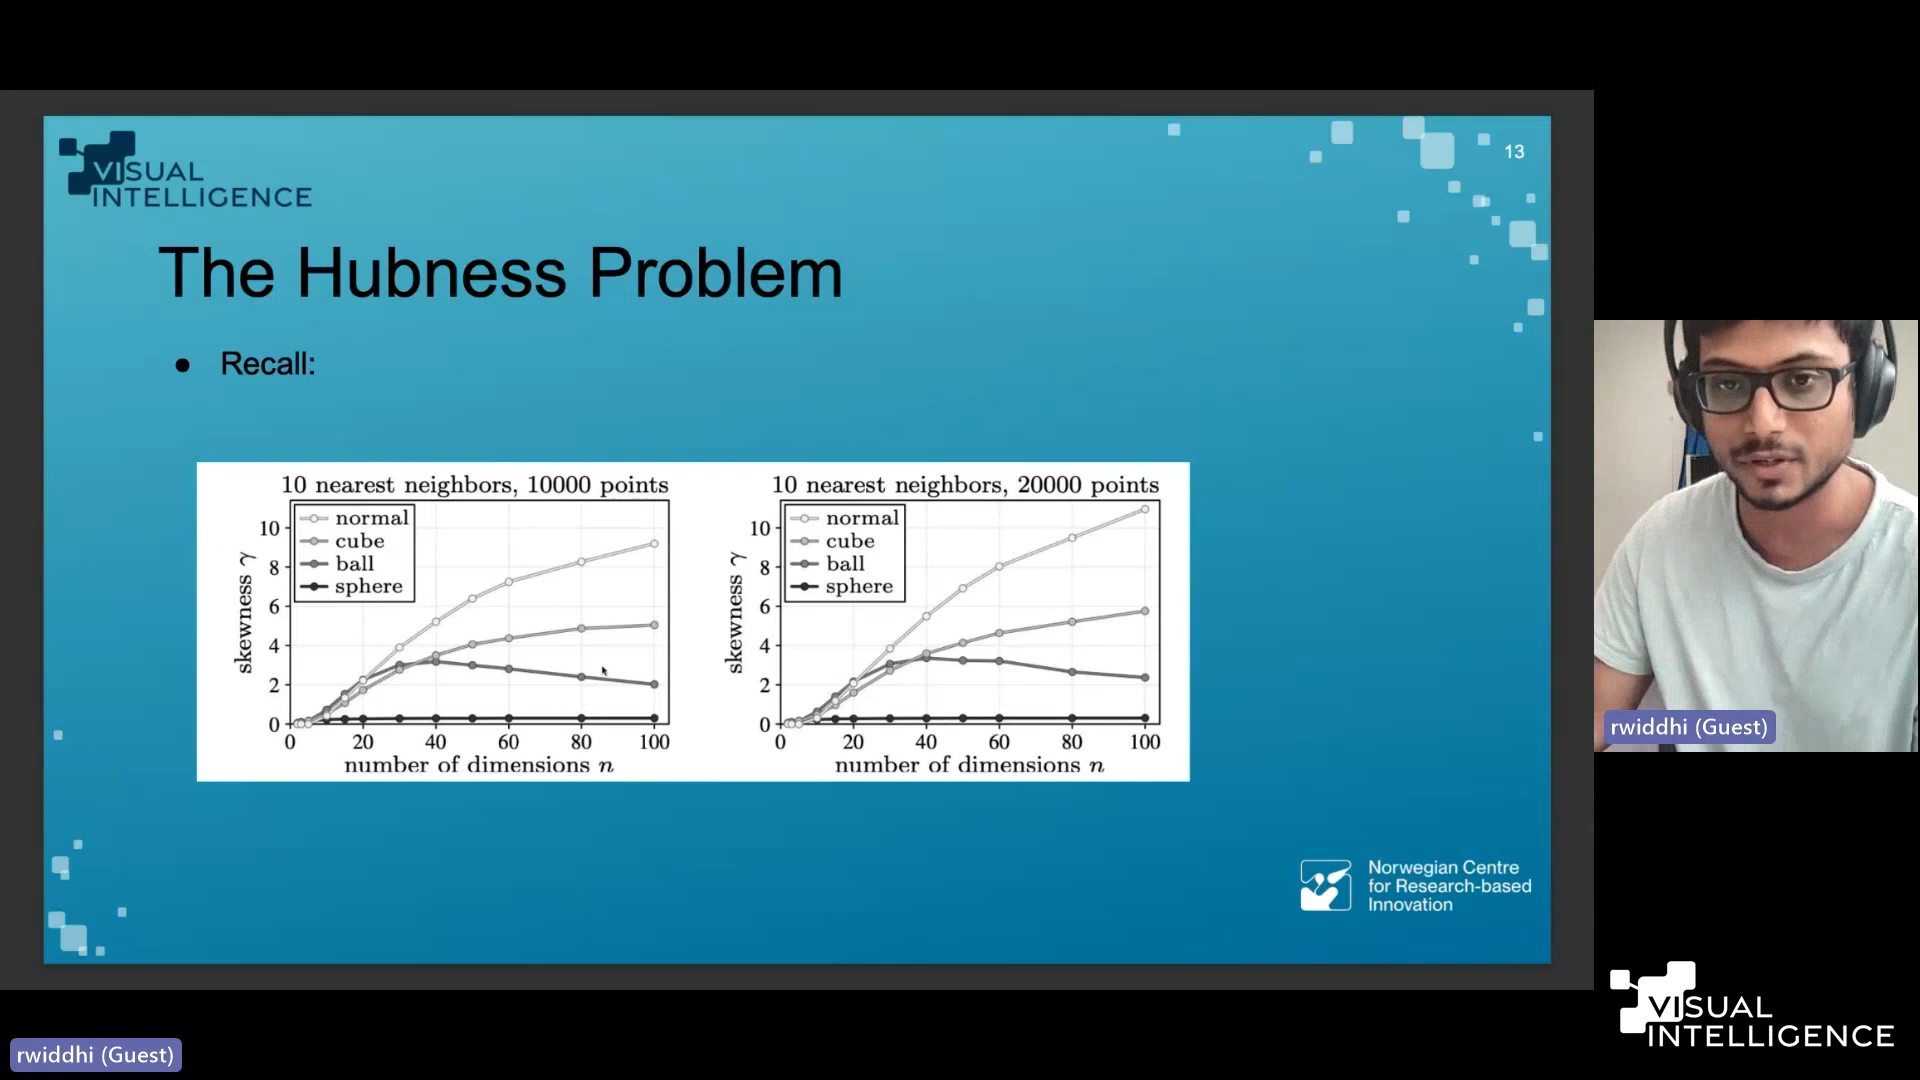 VISUAL
INTELLIGENCE
13
The Hubness Problem
● Recall:
10 nearest neighbors, 10000 points
normal
cube
ball
sphere
skewness γ
10
8
6
4
2
0
0 20 40 60 80 100
number of dimensions n
10 nearest neighbors, 20000 points
normal
cube
ball
sphere
skewness γ
10
8
6
4
2
0
0 20 40 60 80 100
number of dimensions n
Norwegian Centre
for Research-based
Innovation
rwiddhi (Guest)
VISUAL
INTELLIGENCE
rwiddhi (Guest)